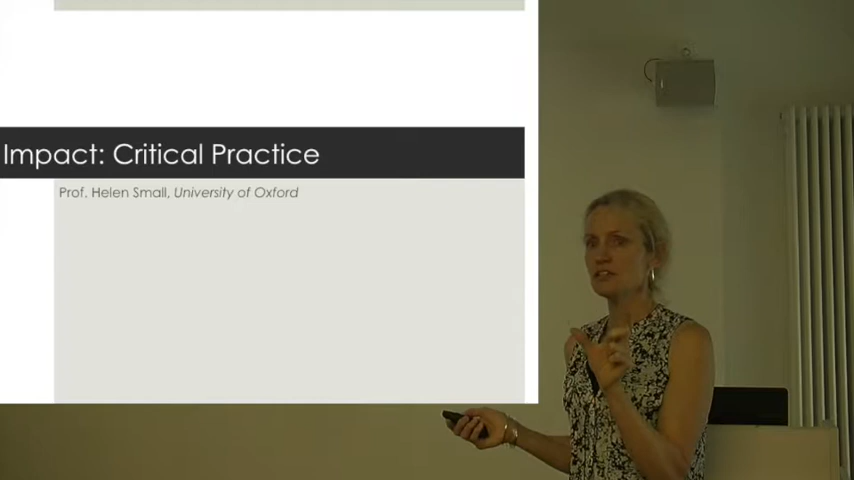 Impact: Critical Practice
Prof. Helen Small, University of Oxford